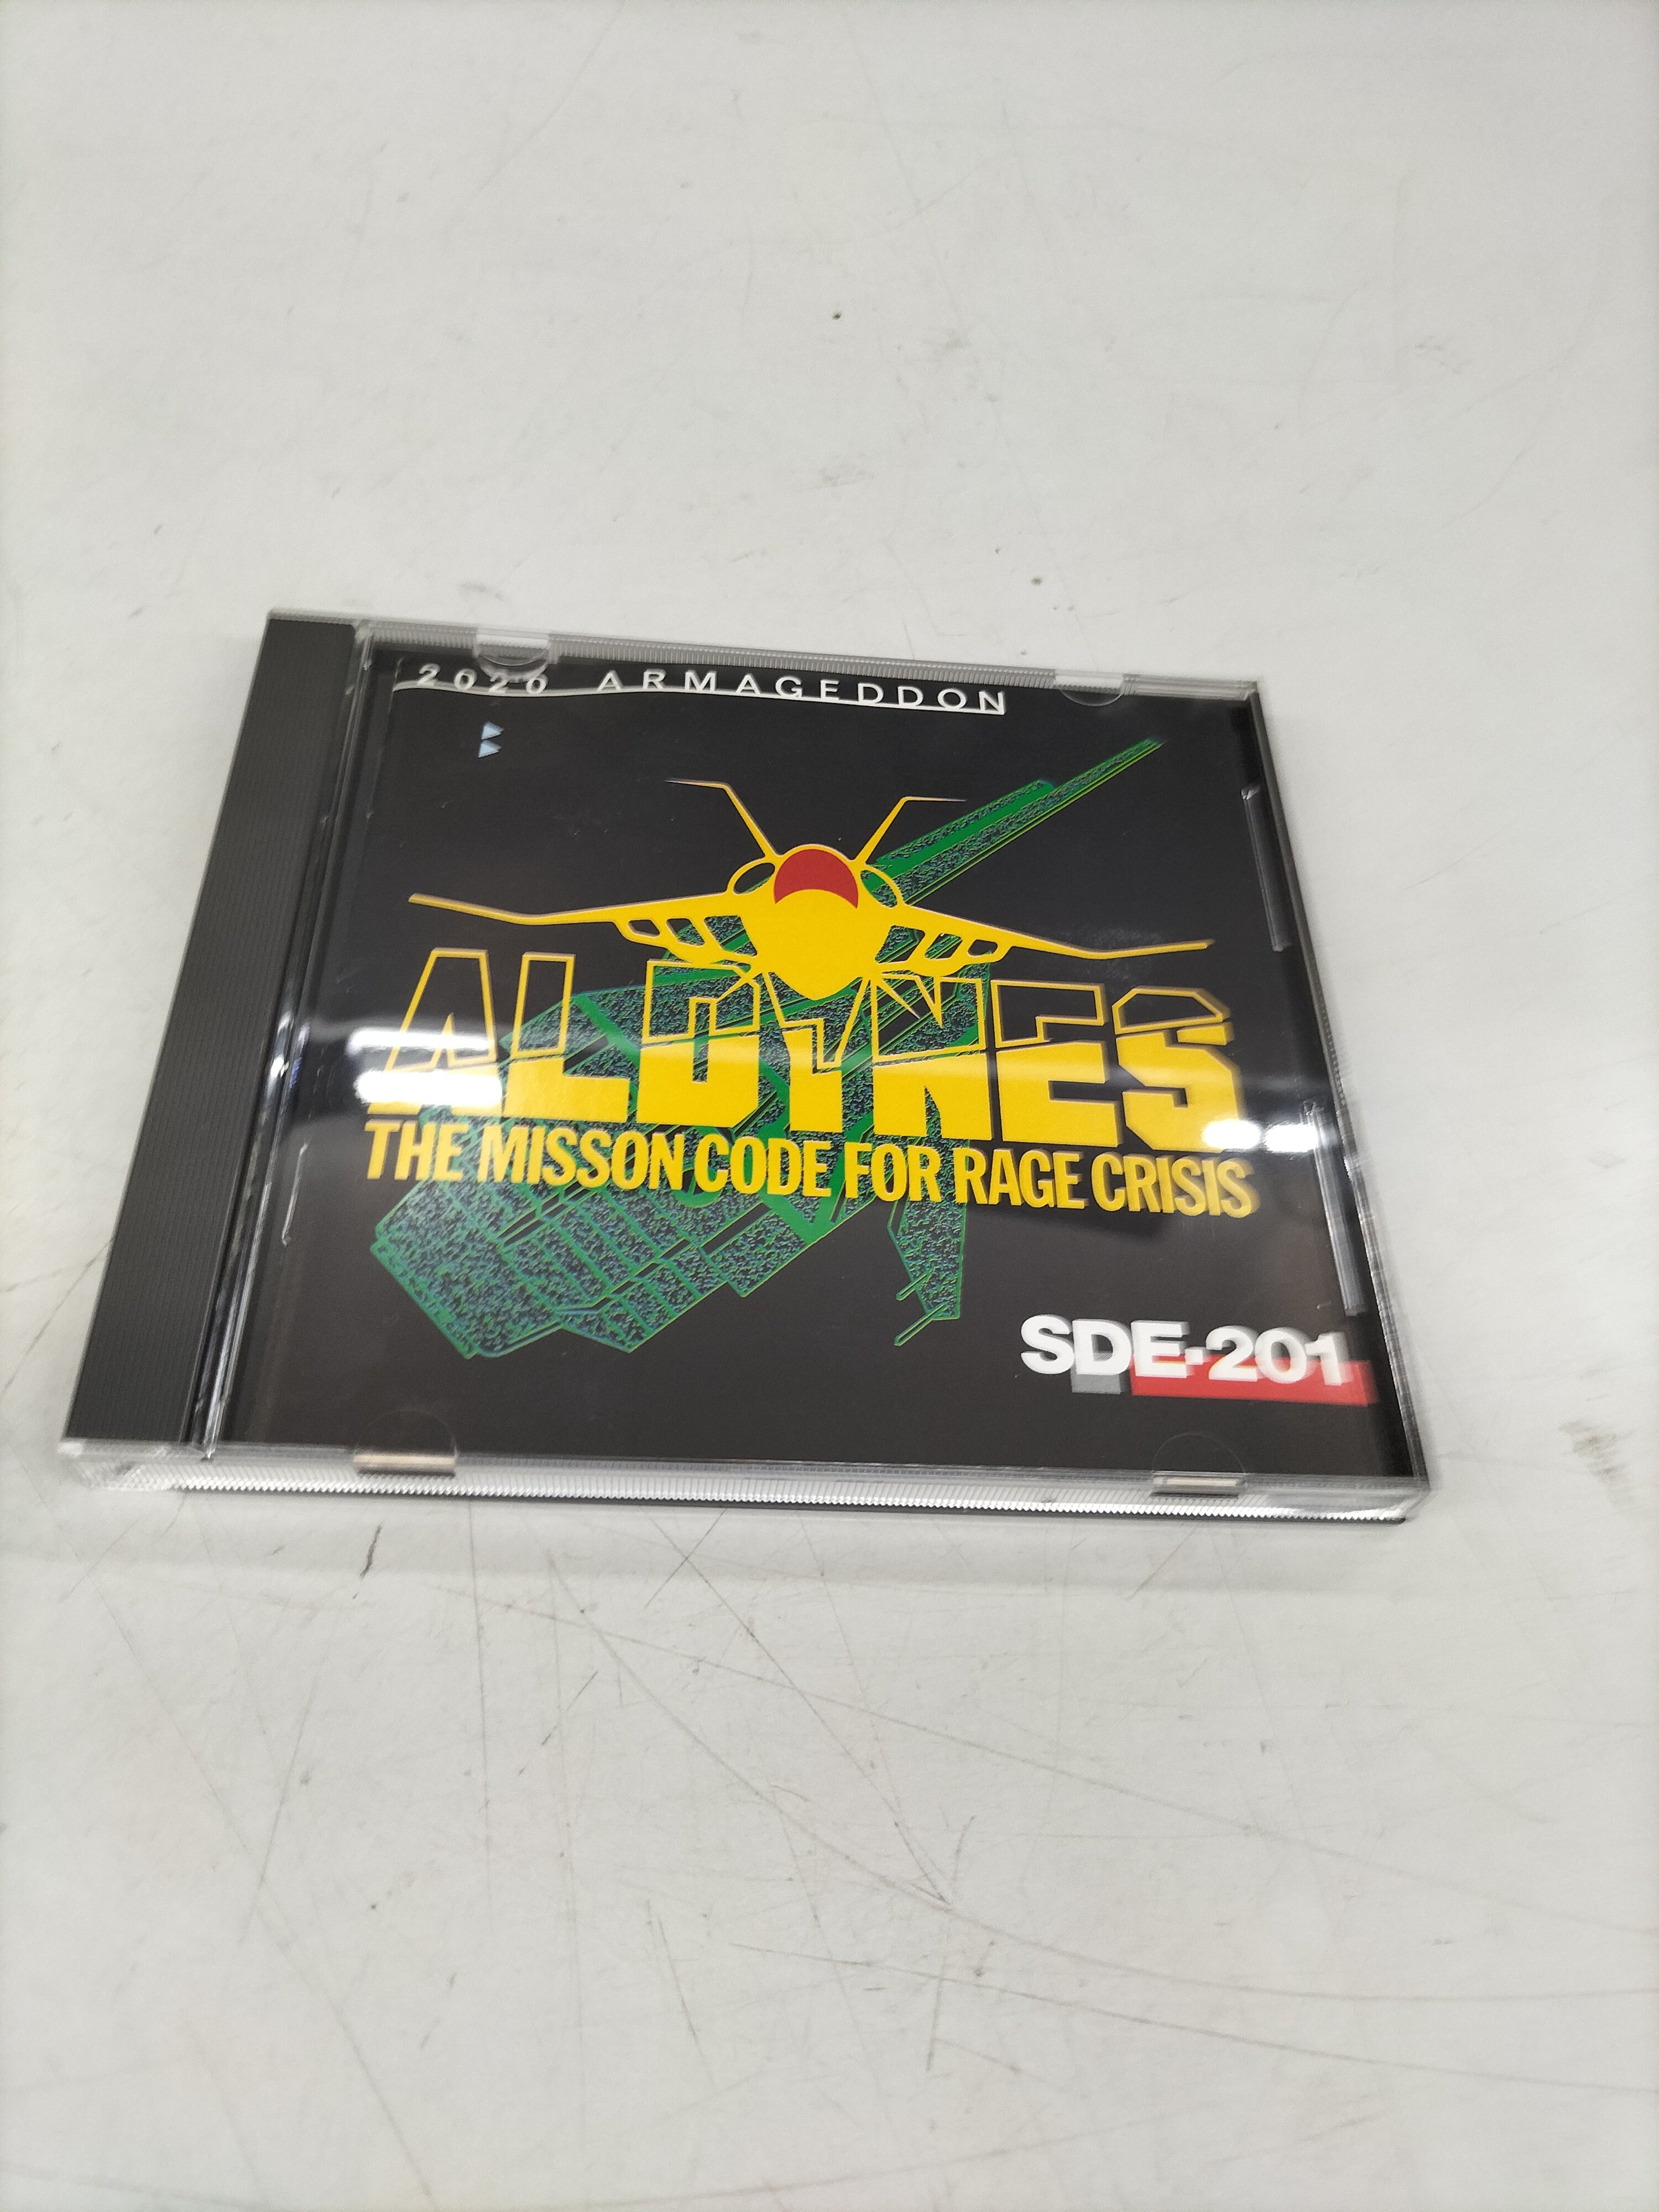 2020 ARMAGEDDON
ALDYNES
THE MISSON CODE FOR RAGE CRISIS
SDE-201